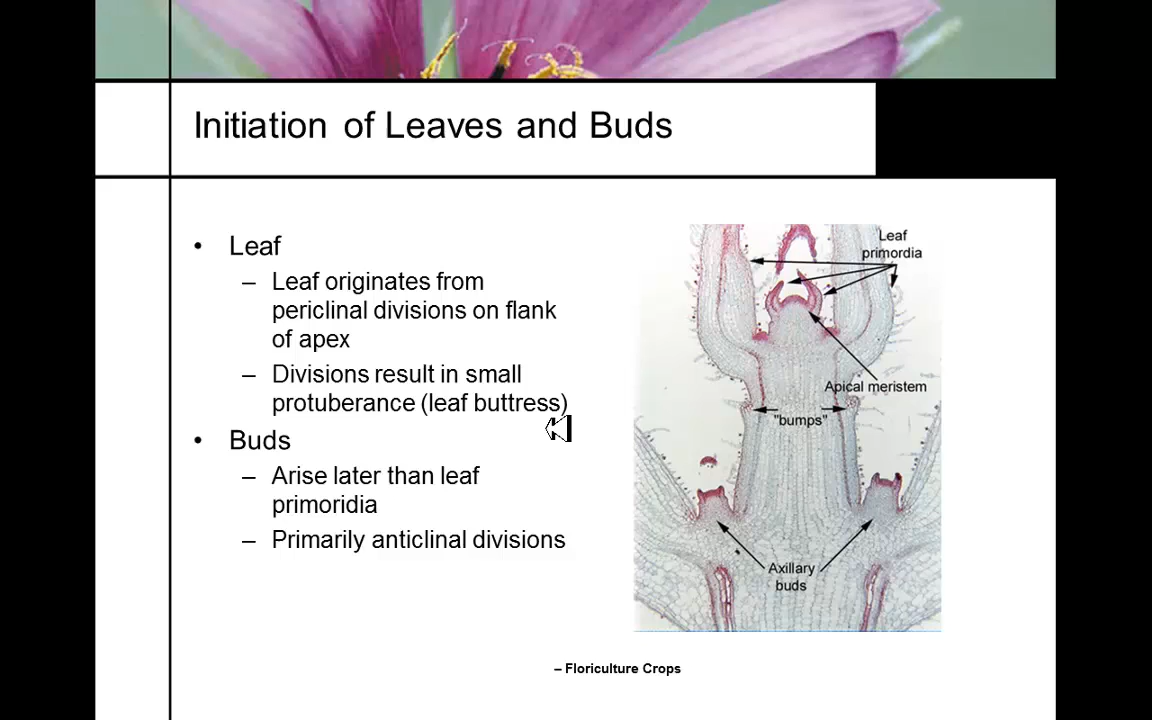 Initiation of Leaves and Buds
• Leaf
– Leaf originates from
periclinal divisions on flank
of apex
– Divisions result in small
protuberance (leaf buttress)
• Buds
– Arise later than leaf
primoridia
– Primarily anticlinal divisions
Leaf
primordia
Apical meristem
"bumps"
Axillary
buds
– Floriculture Crops